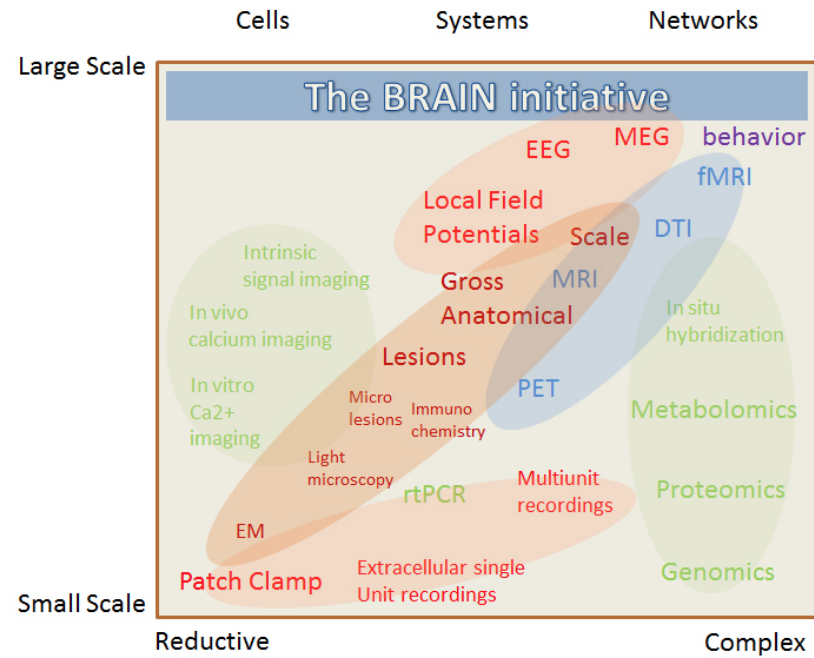 Cells Systems Networks
Large Scale
The BRAIN initiative
MEG behavior
EEG
fMRI
Local Field
Potentials Scale DTI
Intrinsic
signal imaging
Gross MRI
Anatomical
In vivo
calcium imaging
In situ
hybridization
Lesions
In vitro
Ca2+
imaging
PET
Micro
lesions
Immuno
chemistry
Metabolomics
Light
microscopy
rtPCR
Multiunit
recordings
Proteomics
EM
Patch Clamp
Extracellular single
Unit recordings
Genomics
Small Scale
Reductive Complex